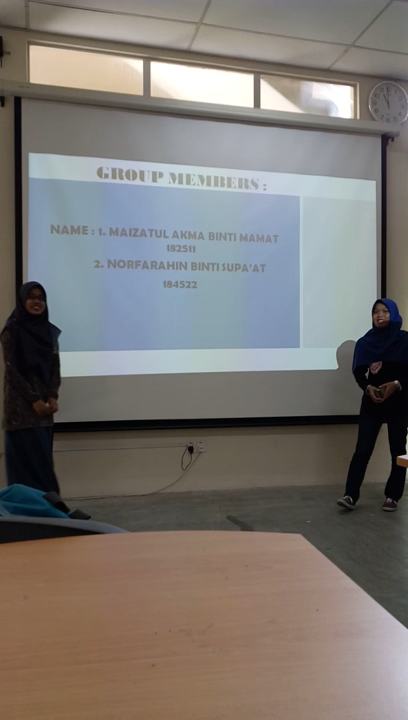 GROUP MEMBERS :
NAME : 1. MAIZATUL AKMA BINTI MAMAT
182511
2. NORFARAHIN BINTI SUPA'AT
184522